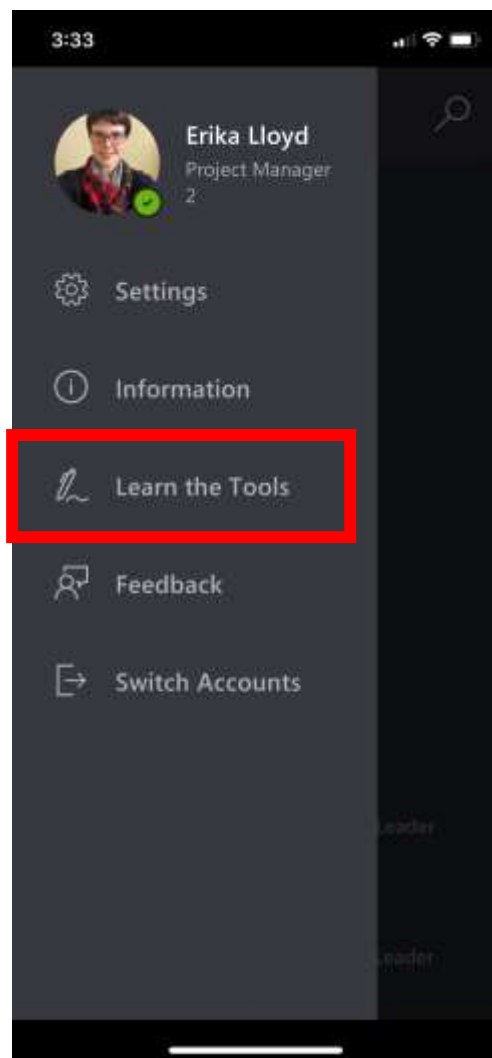 3:33
Erika Lloyd
Project Manager
2
Settings
Information
Learn the Tools
Feedback
Switch Accounts
Leader
Leader